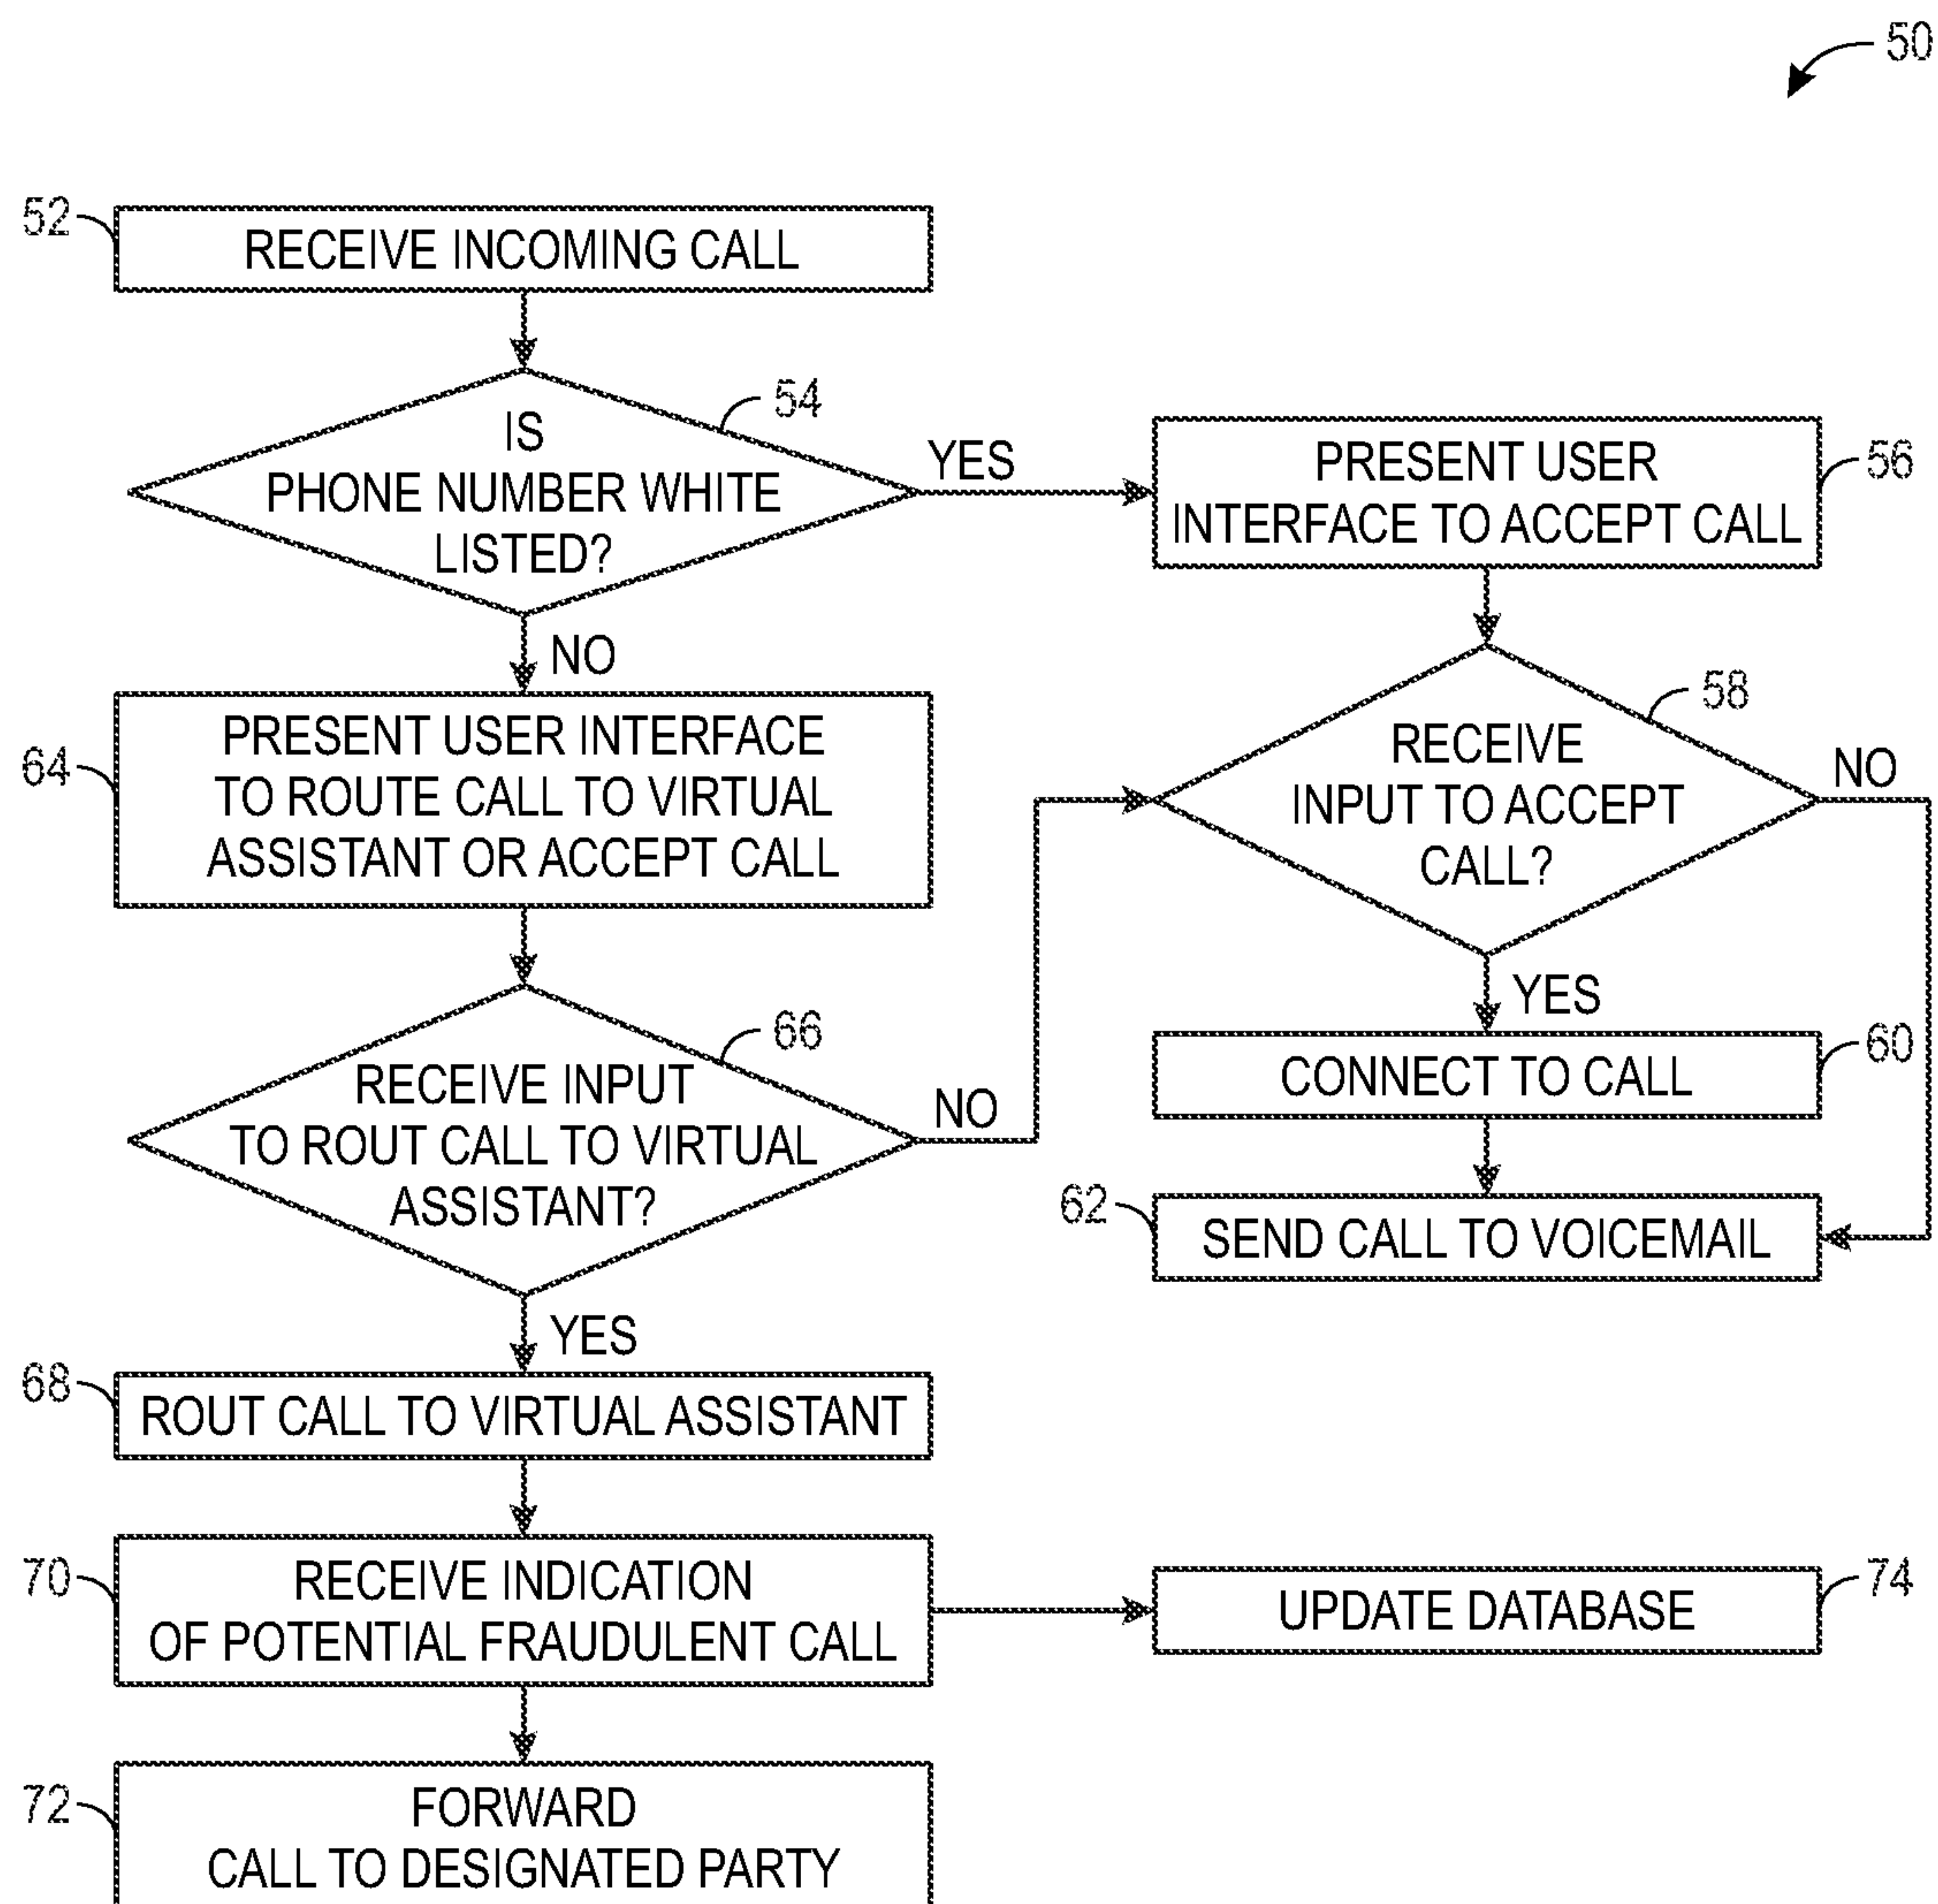 50
52
RECEIVE INCOMING CALL
54
IS
PHONE NUMBER WHITE
LISTED?
YES
NO
56
PRESENT USER
INTERFACE TO ACCEPT CALL
58
RECEIVE
INPUT TO ACCEPT
CALL?
NO
YES
60
CONNECT TO CALL
62
SEND CALL TO VOICEMAIL
64
PRESENT USER INTERFACE
TO ROUTE CALL TO VIRTUAL
ASSISTANT OR ACCEPT CALL
66
RECEIVE INPUT
TO ROUT CALL TO VIRTUAL
ASSISTANT?
NO
YES
68
ROUT CALL TO VIRTUAL ASSISTANT
70
RECEIVE INDICATION
OF POTENTIAL FRAUDULENT CALL
74
UPDATE DATABASE
72
FORWARD
CALL TO DESIGNATED PARTY